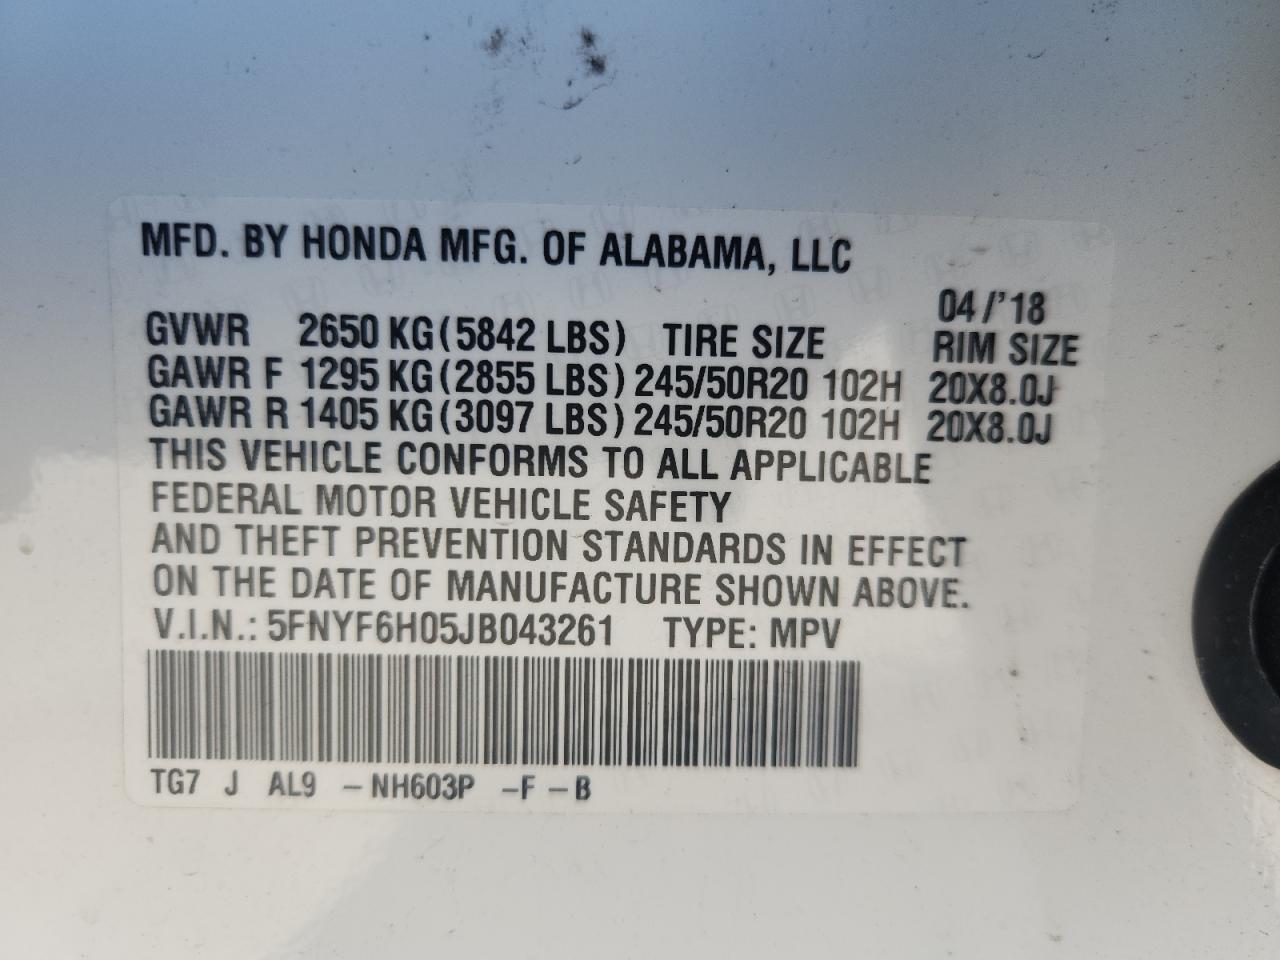 MFD. BY HONDA MFG. OF ALABAMA, LLC
04/'18
GVWR 2650 KG(5842 LBS) TIRE SIZE RIM SIZE
GAWR F 1295 KG(2855 LBS) 245/50R20 102H 20X8.0J
GAWR R 1405 KG(3097 LBS) 245/50R20 102H 20X8.0J
THIS VEHICLE CONFORMS TO ALL APPLICABLE
FEDERAL MOTOR VEHICLE SAFETY
AND THEFT PREVENTION STANDARDS IN EFFECT
ON THE DATE OF MANUFACTURE SHOWN ABOVE.
V.I.N.: 5FNYF6H05JB043261 TYPE: MPV
TG7 J AL9 -NH603P -F-B